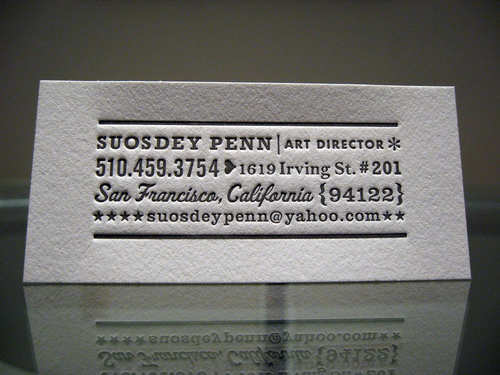 SUOSDEY PENN | ART DIRECTOR*
510.459.3754 ❥ 1619 Irving St. #201
San Francisco, California {94122}
★★★★suosdeypenn@yahoo.com★★